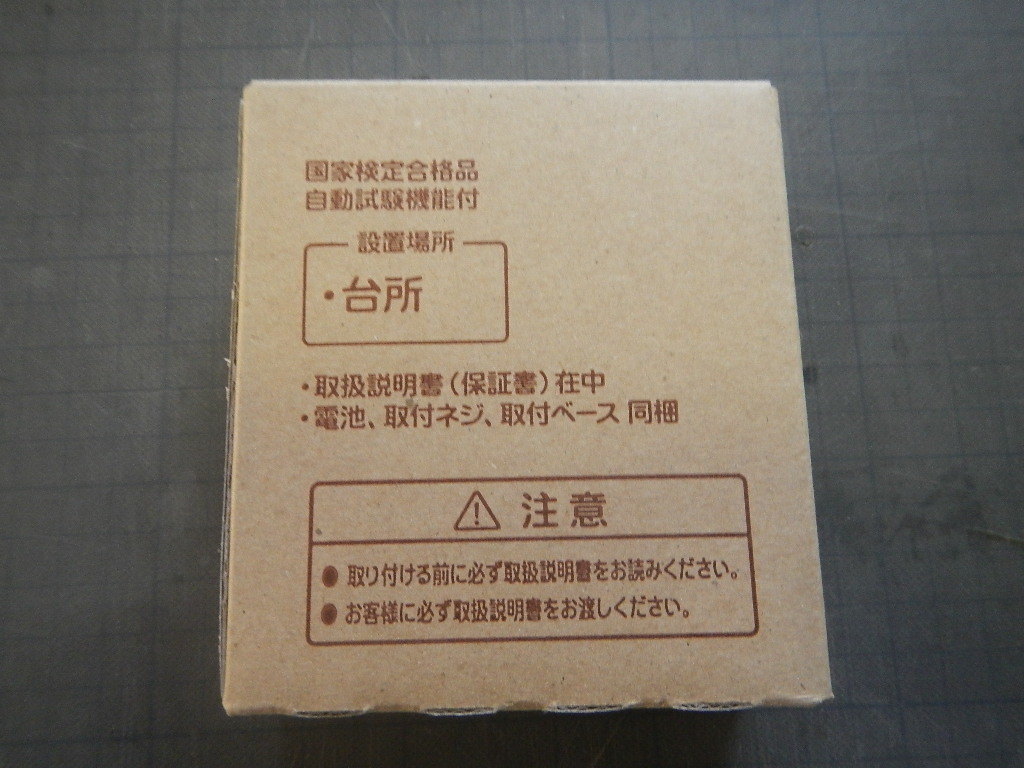 国家検定合格品
自動試験機能付
設置場所
・台所
・取扱説明書（保証書）在中
・電池、取付ネジ、取付ベース 同梱
注意
● 取り付ける前に必ず取扱説明書をお読みください。
● お客様に必ず取扱説明書をお渡しください。